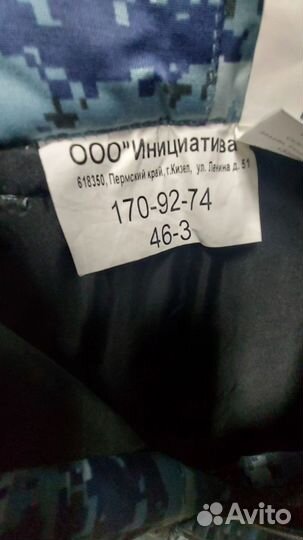 ООО"Инициатива
618350, Пермский край, г.Кизел, ул. Ленина д. 51
170-92-74
46-3
Avito